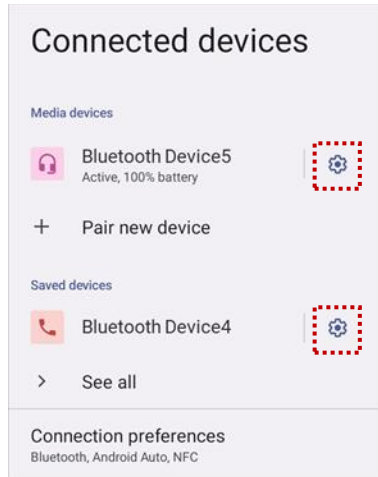 Connected devices
Media devices
Bluetooth Device5
Active, 100% battery
Pair new device
Saved devices
Bluetooth Device4
See all
Connection preferences
Bluetooth, Android Auto, NFC